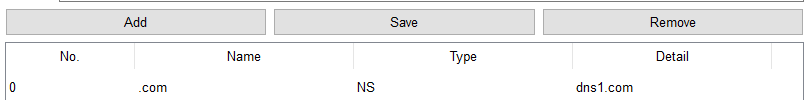 Add Save Remove
No. Name Type Detail
0 .com NS dns1.com